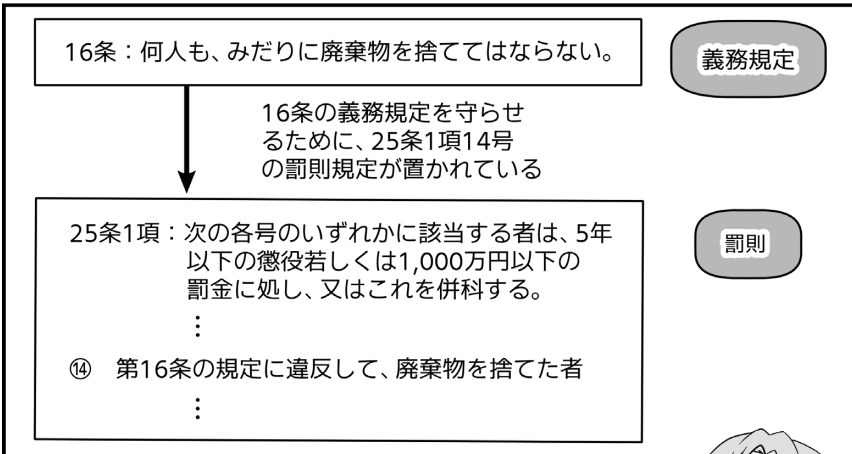 16条：何人も、みだりに廃棄物を捨ててはならない。
義務規定
16条の義務規定を守らせ
るために、25条1項14号
の罰則規定が置かれている
25条1項：次の各号のいずれかに該当する者は、5年
以下の懲役若しくは1,000万円以下の
罰金に処し、又はこれを併科する。
⋮
⑭　第16条の規定に違反して、廃棄物を捨てた者
⋮
罰則